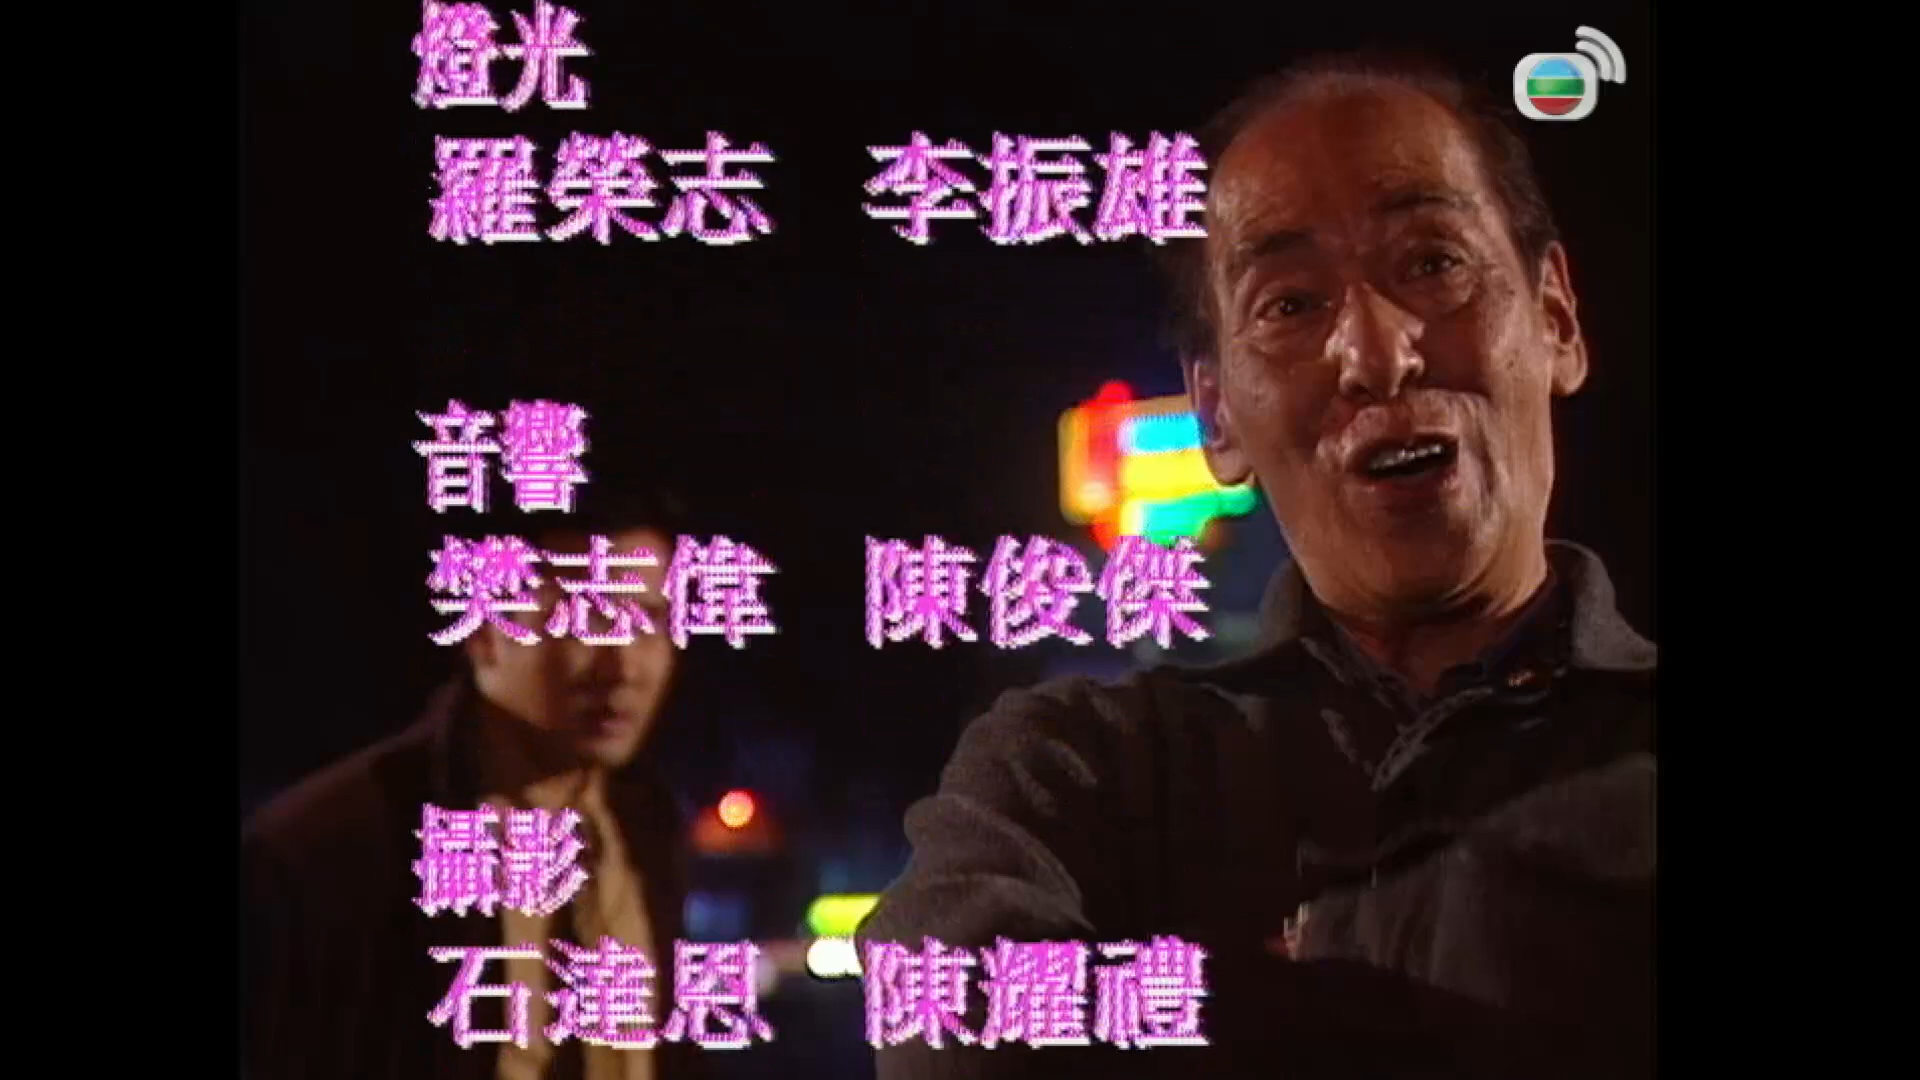 燈光
羅榮志 李振雄
音響
樊志偉 陳俊傑
攝影
石達恩 陳耀禮